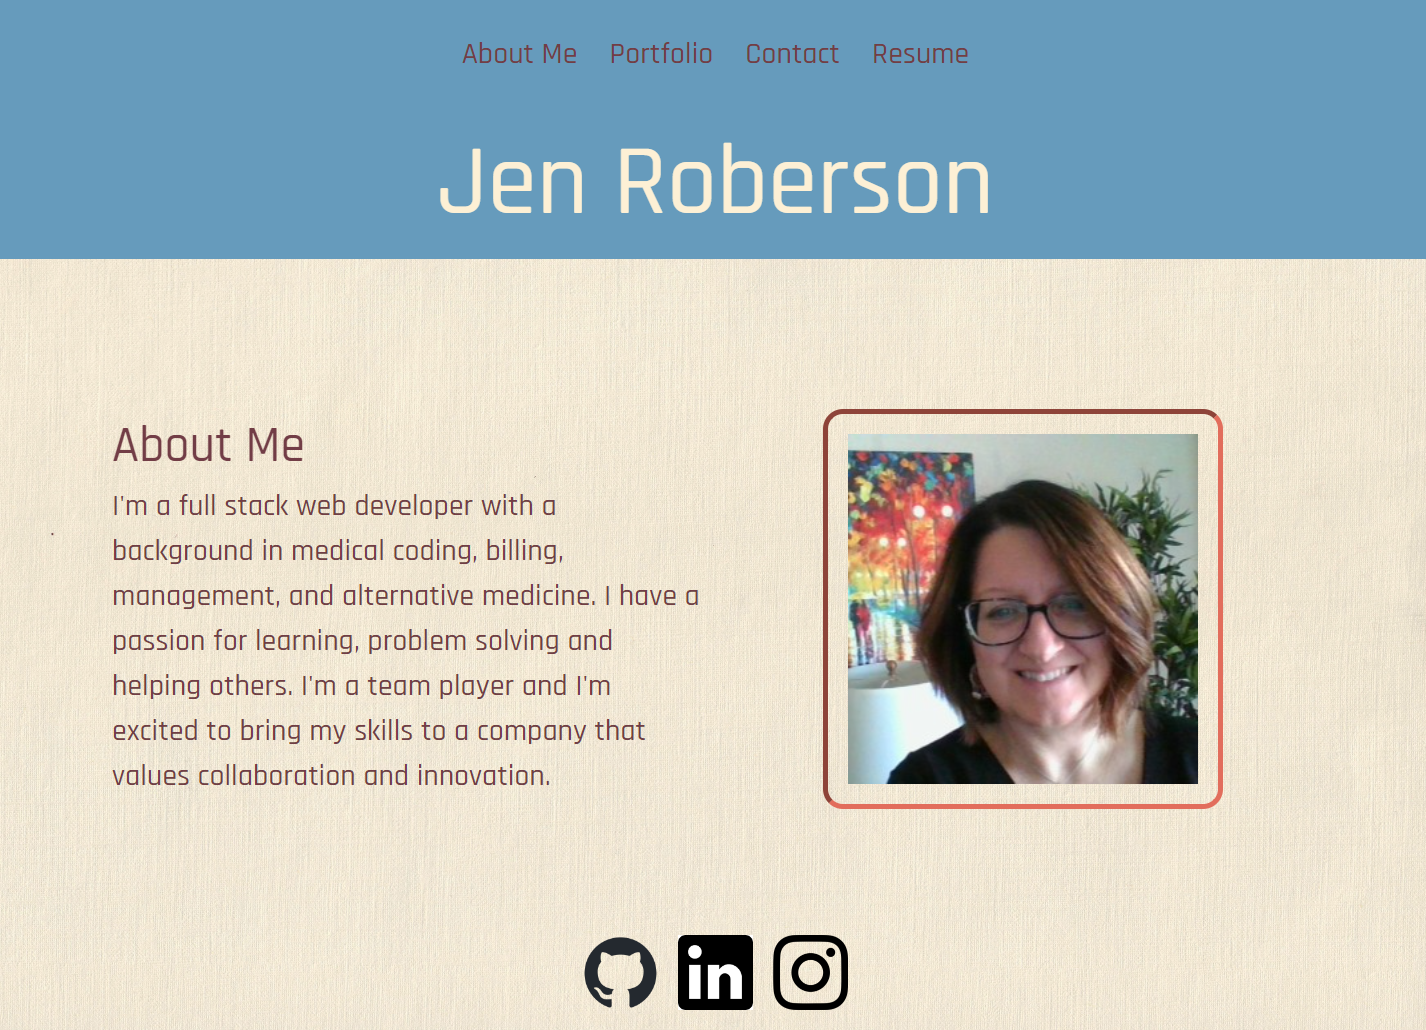 About Me Portfolio Contact Resume
Jen Roberson
About Me
I'm a full stack web developer with a
background in medical coding, billing,
management, and alternative medicine. I have a
passion for learning, problem solving and
helping others. I'm a team player and I'm
excited to bring my skills to a company that
values collaboration and innovation.
in